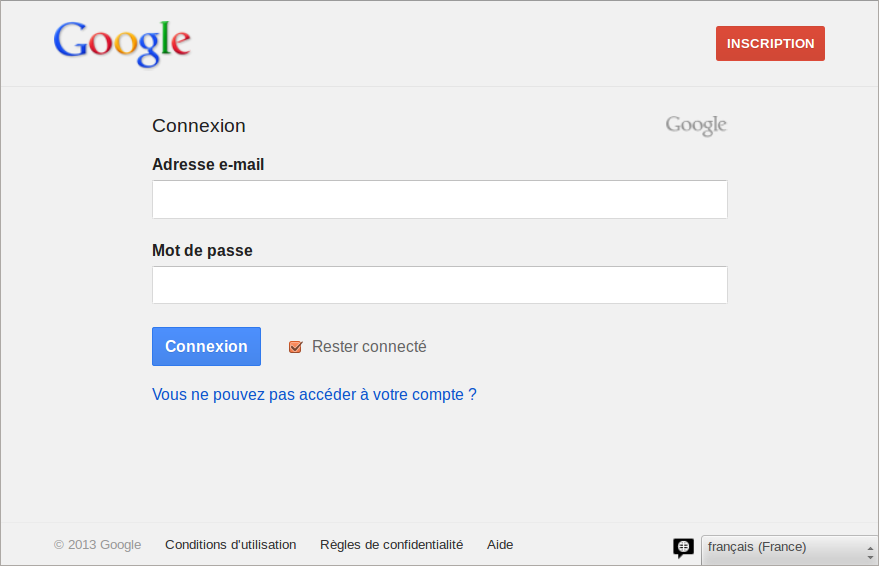 Google
INSCRIPTION
Connexion
Google
Adresse e-mail
Mot de passe
Connexion
Rester connecté
Vous ne pouvez pas accéder à votre compte ?
© 2013 Google Conditions d'utilisation Règles de confidentialité Aide français (France)